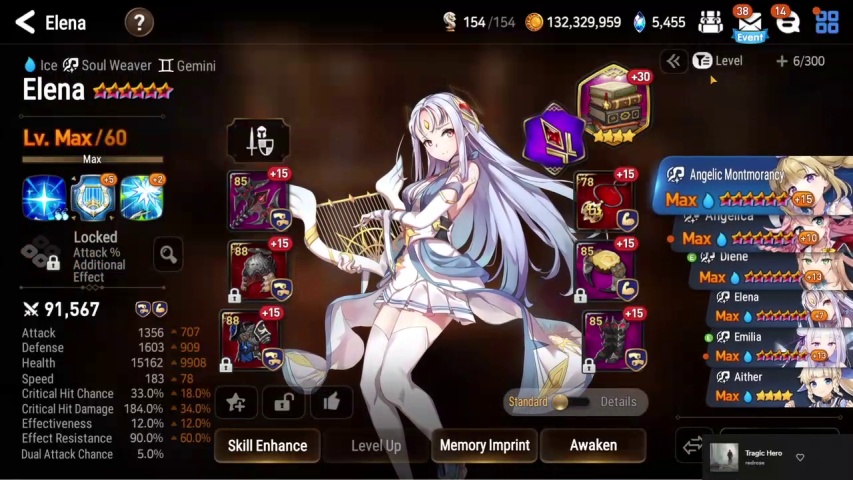 Elena
?
154/154
132,329,959
5,455
38
Event
14
Ice Soul Weaver Gemini
Elena
Lv. Max/60
Max
+5
+2
Locked
Attack %
Additional
Effect
91,567
Attack 1356 707
Defense 1603 909
Health 15162 9908
Speed 183 78
Critical Hit Chance 33.0% 18.0%
Critical Hit Damage 184.0% 34.0%
Effectiveness 12.0% 12.0%
Effect Resistance 90.0% 60.0%
Dual Attack Chance 5.0%
85 +15
88 +15
88 +15
+30
78 +15
85 +15
85 +15
Standard Details
Skill Enhance
Level Up
Memory Imprint
Awaken
Level
+ 6/300
Angelic Montmorancy
Max +15
Angelica
Max +10
Diene
Max +13
Elena
Max
Emilia
Max +13
Aither
Max
Tragic Hero
redrose